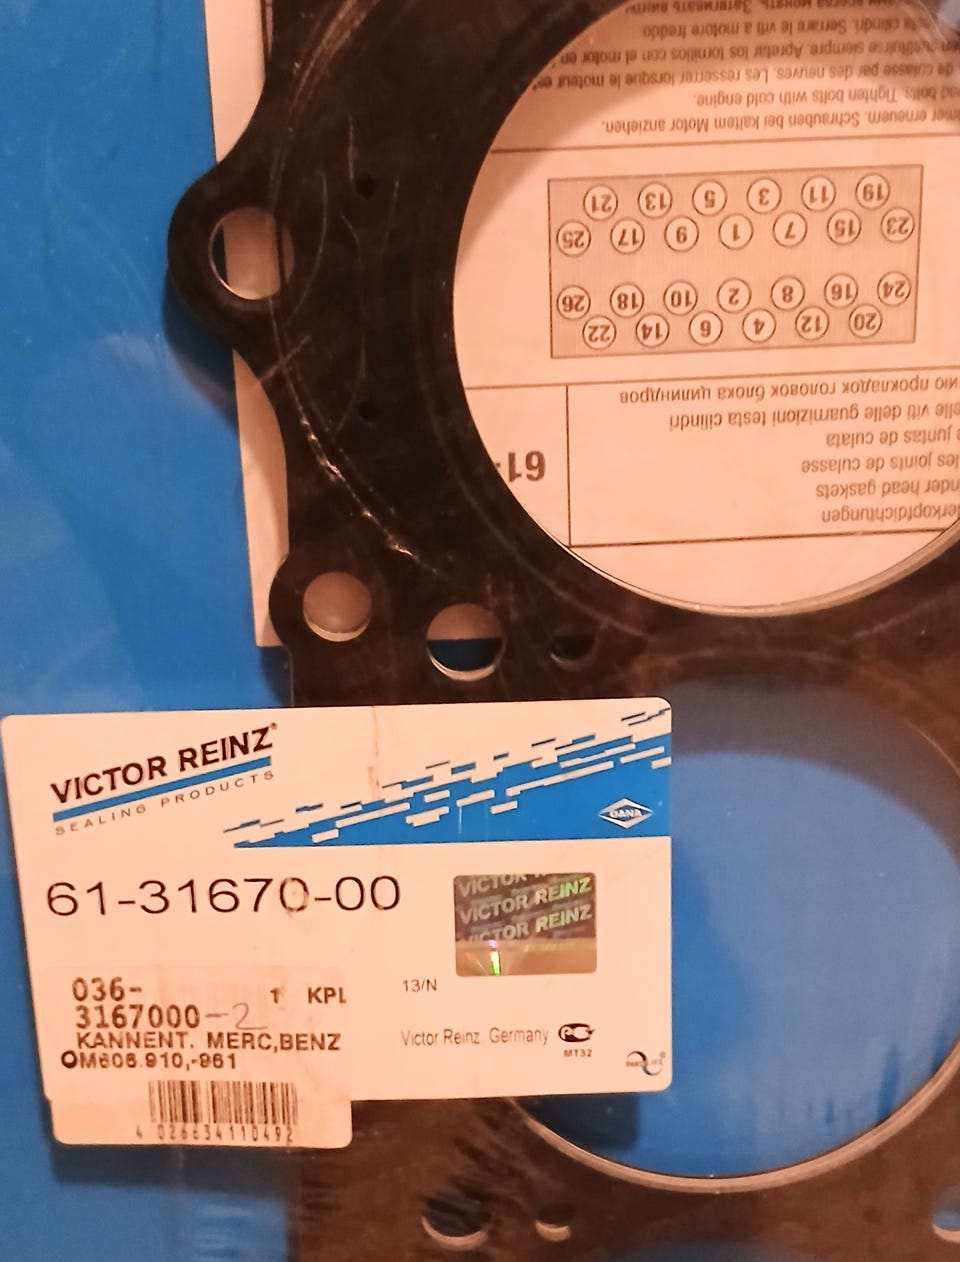 VICTOR REINZ®
SEALING PRODUCTS
DANA
61-31670-00
VICTOR REINZ
VICTOR REINZ
VICTOR REINZ
036-
3167000-2
1 KPL
KANNENT. MERC,BENZ
OM606.910,-961
4 026634110492
13/N
Victor Reinz Germany
MT32
61-
nder head gaskets
les joints de culasse
juntas de culata
elle viti delle guarnizioni testa cilindri
ию прокладок головок блока цилиндров
20 12 4 6 14 22
24 16 8 2 10 18 26
23 15 7 1 9 17 25
19 11 3 5 13 21
erneuern. Schrauben bei kaltem Motor anziehen.
bolts. Tighten bolts with cold engine.
de culasse par des neuves. Les resserrer lorsque le moteur
sustituirse siempre. Apretar los tornillos con el motor en
cilindri. Serrare le viti a motore freddo.